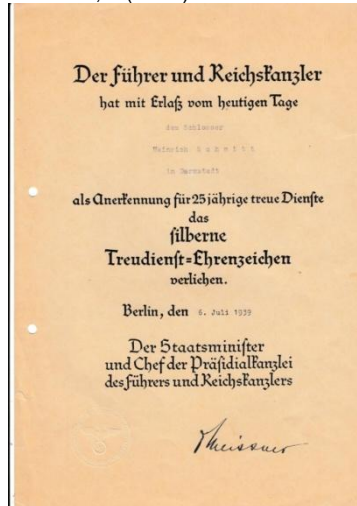 Der Führer und Reichskanzler
hat mit Erlaß vom heutigen Tage
dem Schlosser
Heinrich Schmitt
in Darmstadt
als Anerkennung für 25jährige treue Dienste
das
silberne
Treudienst=Ehrenzeichen
verlichen.
Berlin, den 6. Juli 1939
Der Staatsminister
und Chef der Präsidialkanzlei
des Führers und Reichskanzlers
Meissner